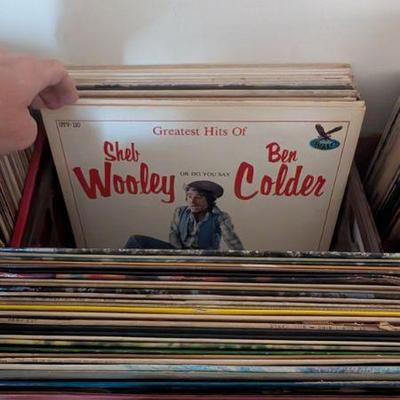 Greatest Hits Of
Sheb Wooley
OR DO YOU SAY
Ben Colder